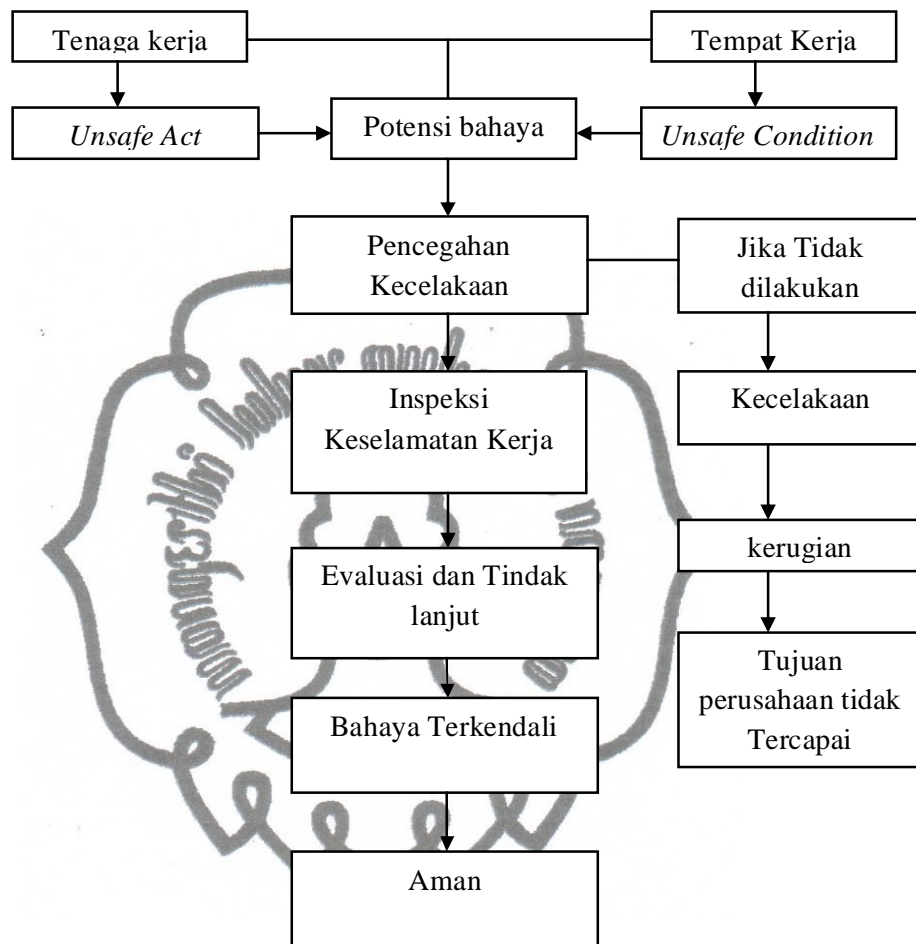 Tenaga kerja
Tempat Kerja
Unsafe Act
Potensi bahaya
Unsafe Condition
Pencegahan
Kecelakaan
Jika Tidak
dilakukan
Inspeksi
Keselamatan Kerja
Kecelakaan
kerugian
Evaluasi dan Tindak
lanjut
Tujuan
perusahaan tidak
Tercapai
Bahaya Terkendali
Aman